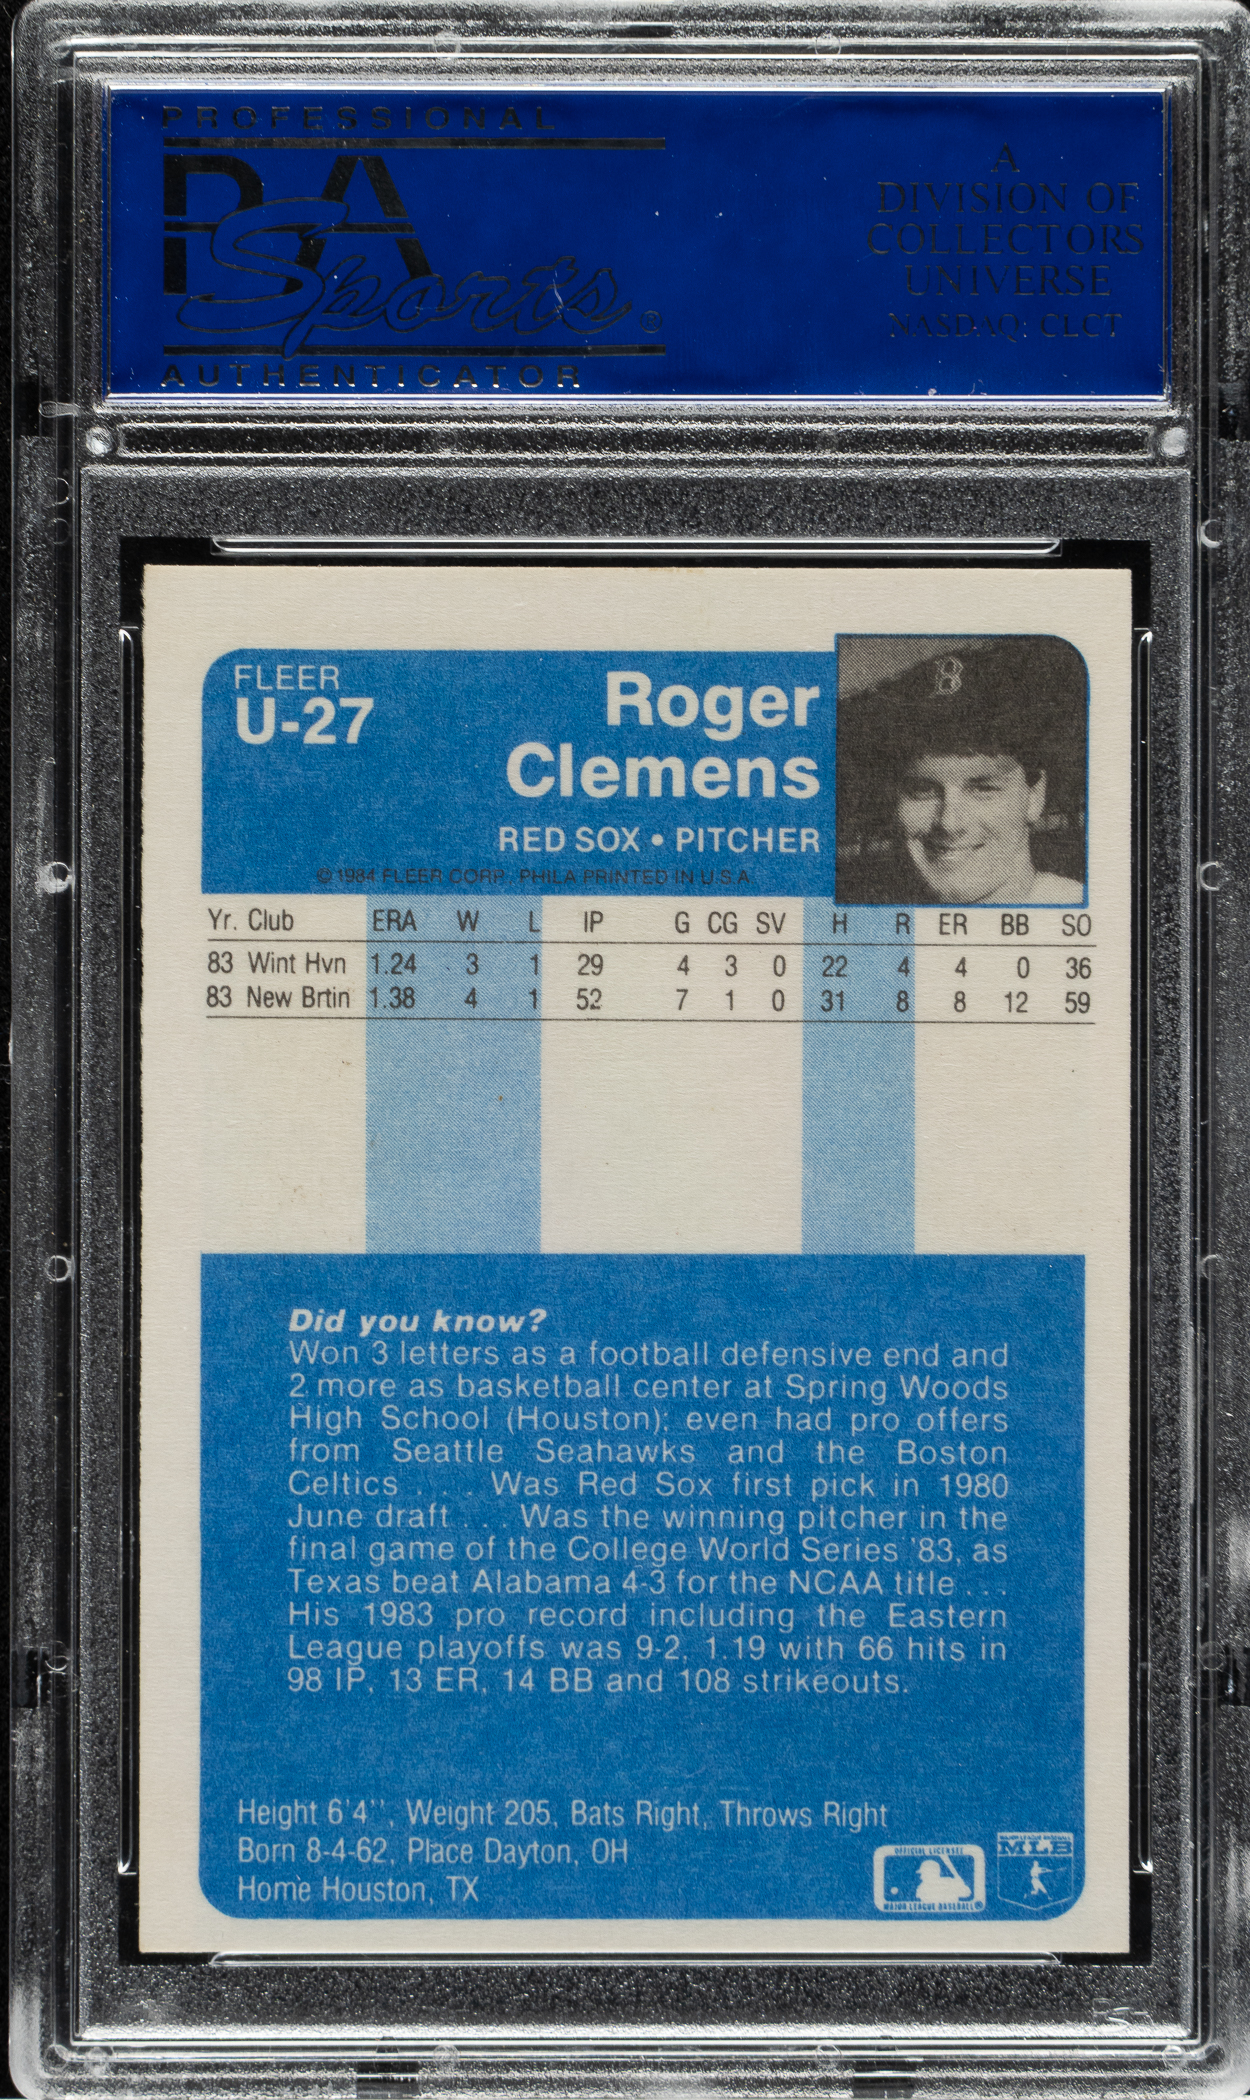 PROFESSIONAL
PSA
Sports®
AUTHENTICATOR
A
DIVISION OF
COLLECTORS
UNIVERSE
NASDAQ: CLCT
FLEER
U-27
Roger
Clemens
RED SOX • PITCHER
© 1984 FLEER CORP. PHILA PRINTED IN U.S.A.
B
Yr. Club ERA W L IP G CG SV H R ER BB SO
83 Wint Hvn 1.24 3 1 29 4 3 0 22 4 4 0 36
83 New Brtin 1.38 4 1 52 7 1 0 31 8 8 12 59
Did you know?
Won 3 letters as a football defensive end and
2 more as basketball center at Spring Woods
High School (Houston); even had pro offers
from Seattle Seahawks and the Boston
Celtics . . . Was Red Sox first pick in 1980
June draft . . . Was the winning pitcher in the
final game of the College World Series '83, as
Texas beat Alabama 4-3 for the NCAA title . . .
His 1983 pro record including the Eastern
League playoffs was 9-2, 1.19 with 66 hits in
98 IP, 13 ER, 14 BB and 108 strikeouts.
Height 6'4'', Weight 205, Bats Right, Throws Right
Born 8-4-62, Place Dayton, OH
Home Houston, TX
OFFICIAL LICENSEE
MAJOR LEAGUE BASEBALL®
MAJOR LEAGUE BASEBALL
MLB